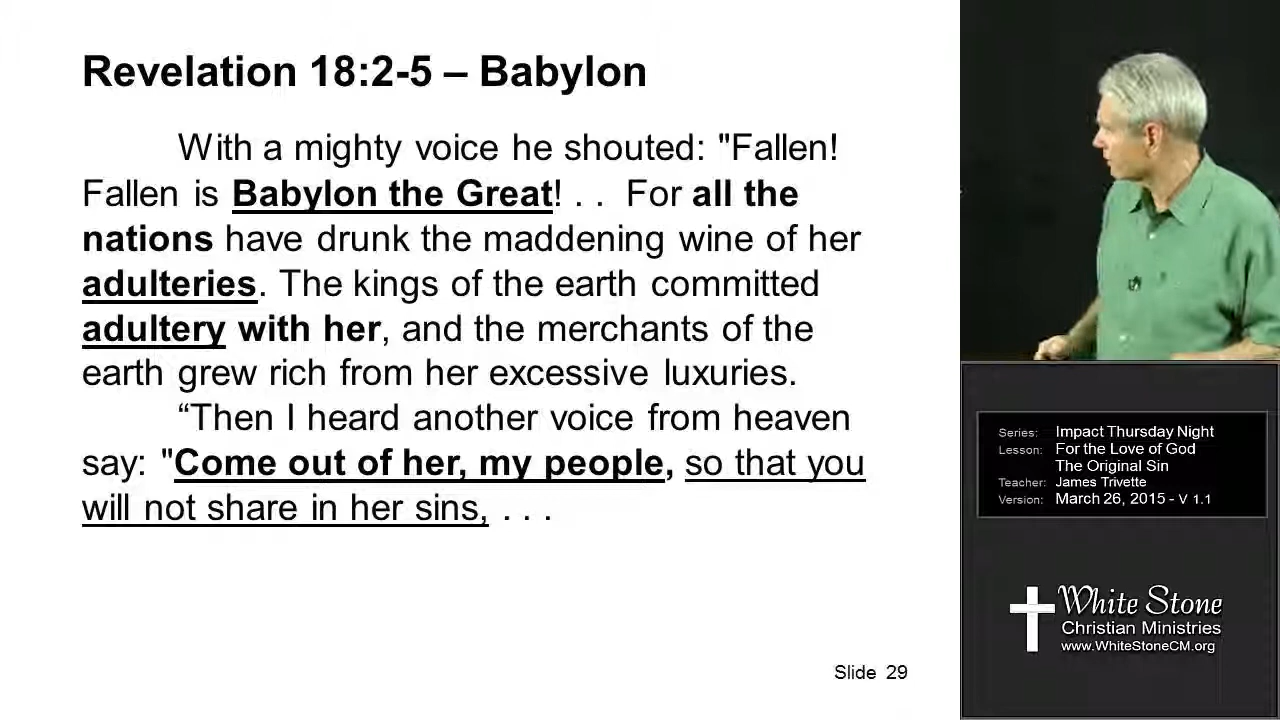 Revelation 18:2-5 – Babylon
With a mighty voice he shouted: "Fallen!
Fallen is Babylon the Great! . . For all the
nations have drunk the maddening wine of her
adulteries. The kings of the earth committed
adultery with her, and the merchants of the
earth grew rich from her excessive luxuries.
“Then I heard another voice from heaven
say: "Come out of her, my people, so that you
will not share in her sins, . . .
Slide 29
Series: Impact Thursday Night
Lesson: For the Love of God
The Original Sin
Teacher: James Trivette
Version: March 26, 2015 - V 1.1
White Stone
Christian Ministries
www.WhiteStoneCM.org